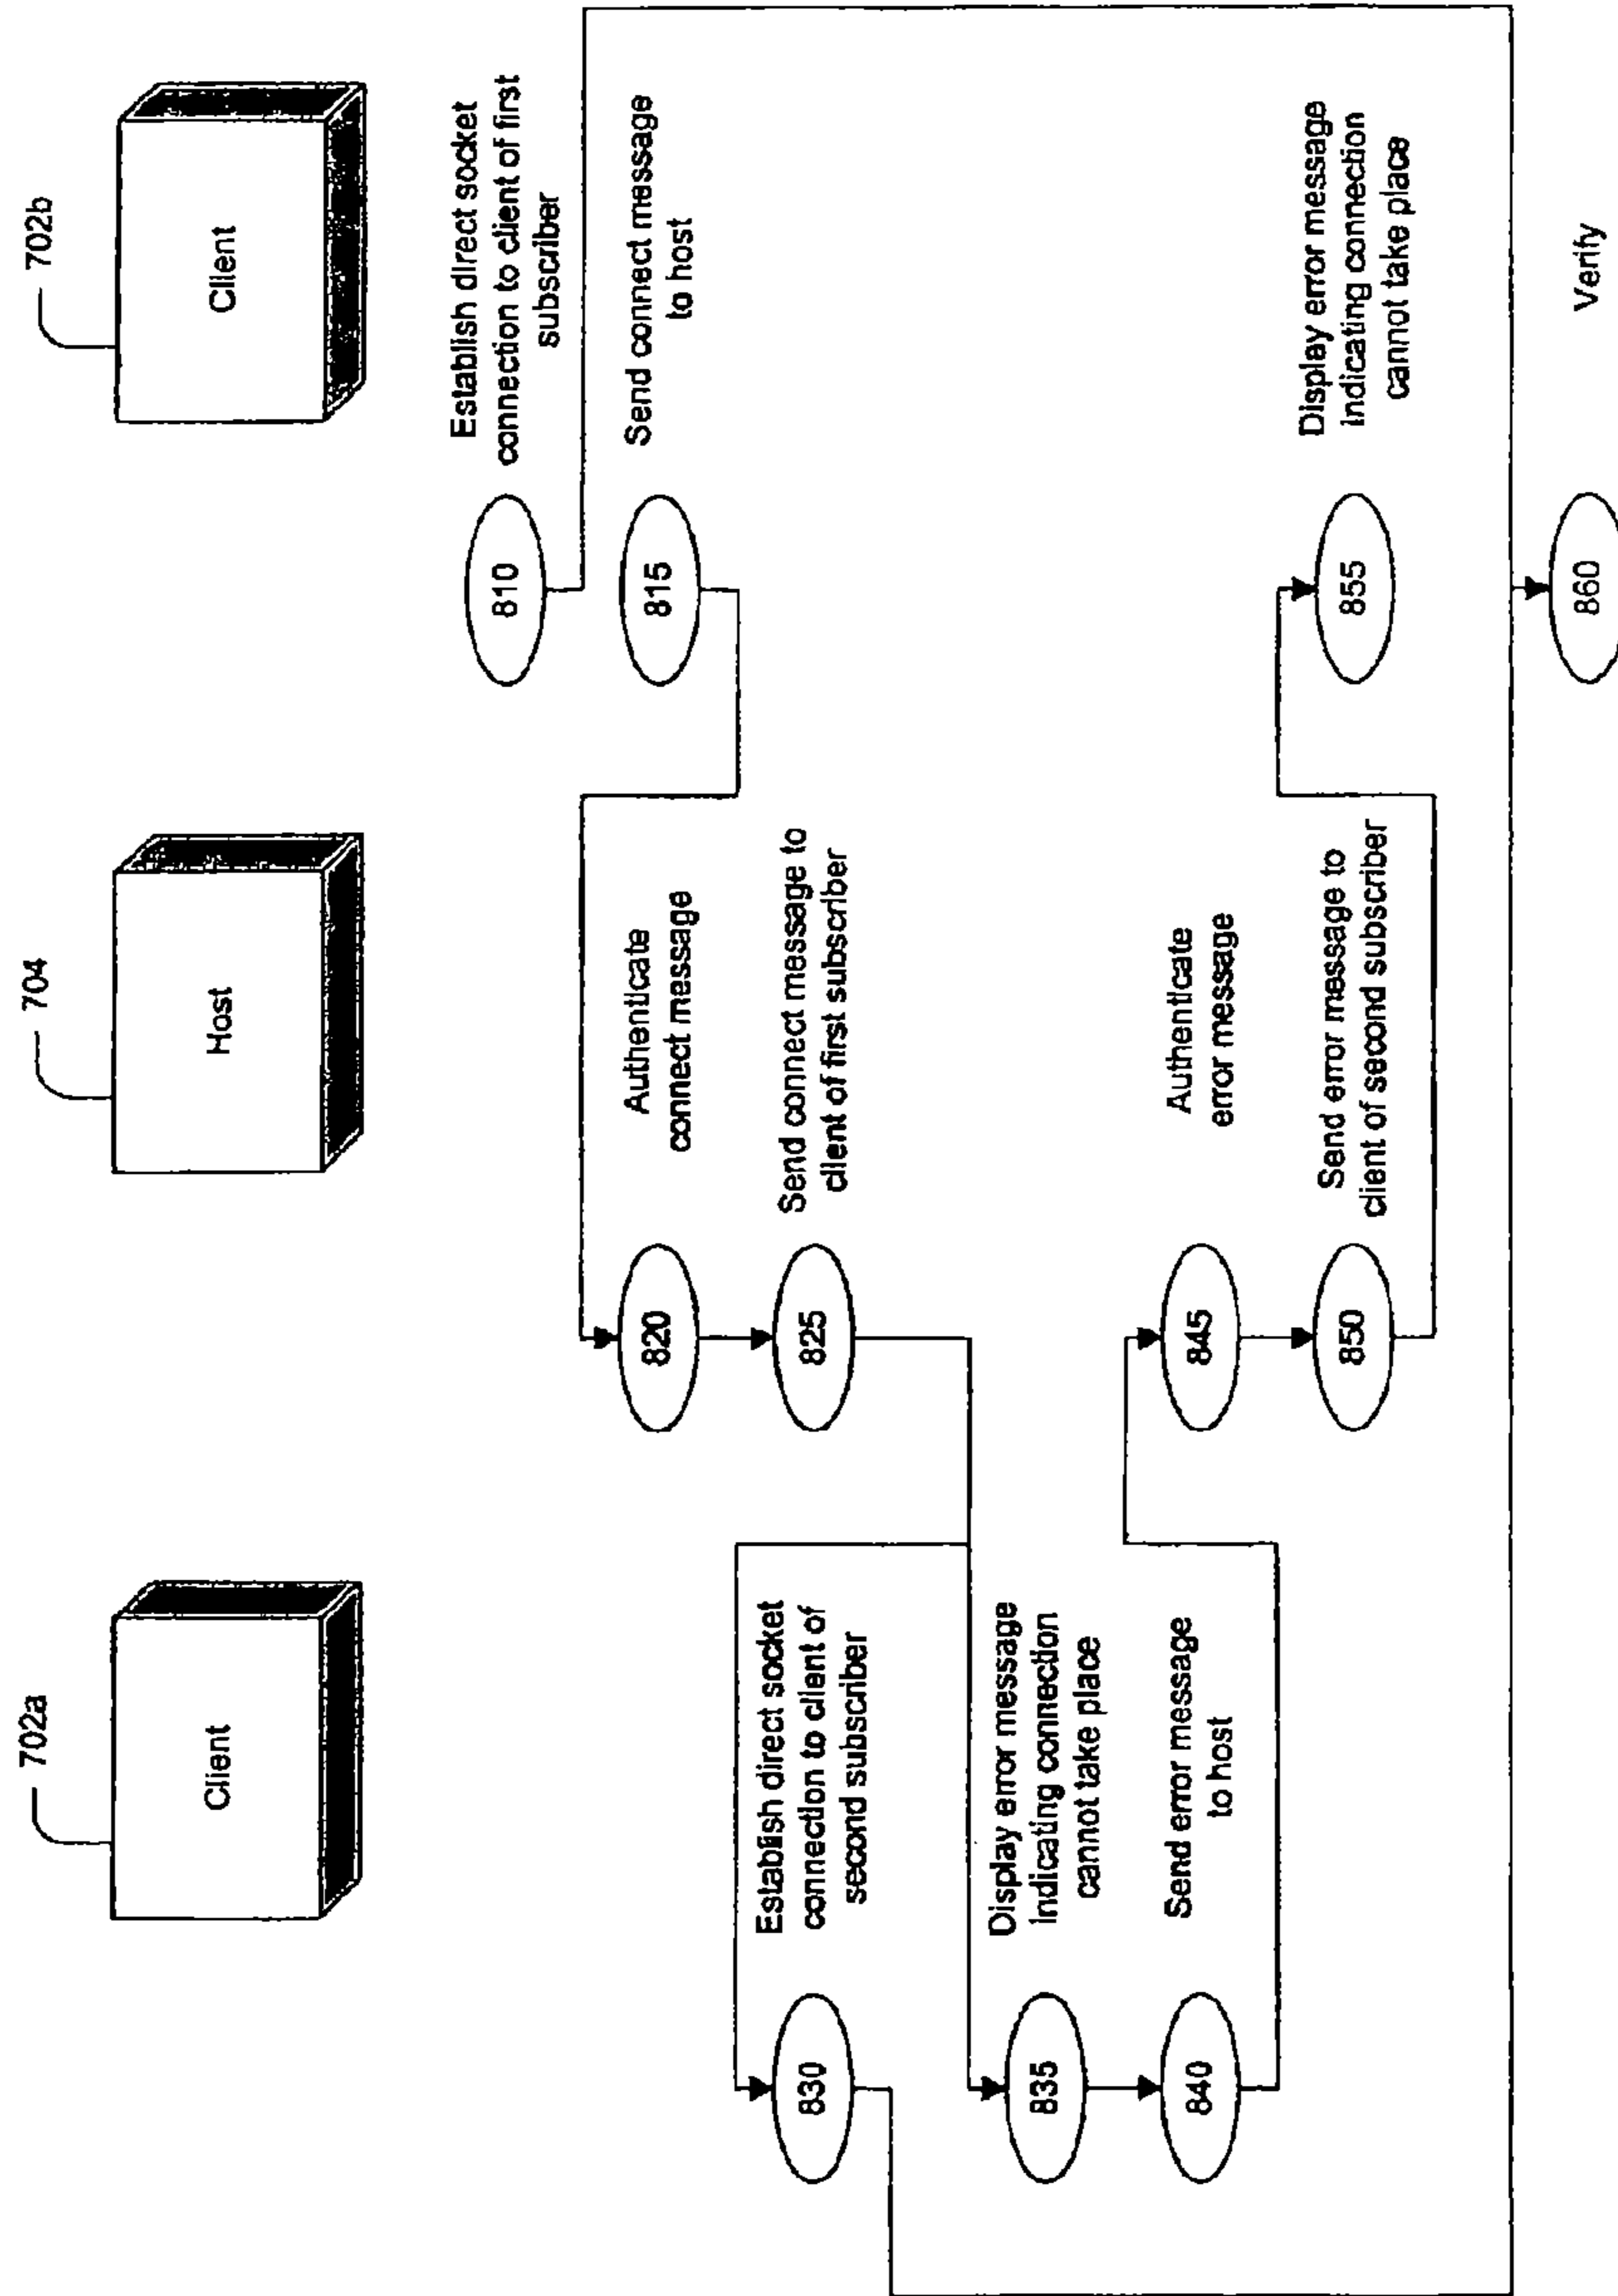 702a
Client
704
Host
702b
Client
810
Establish direct socket
connection to client of first
subscriber
815
Send connect message
to host
820
Authenticate
connect message
825
Send connect message to
client of first subscriber
830
Establish direct socket
connection to client of
second subscriber
835
Display error message
indicating connection
cannot take place
840
Send error message
to host
845
Authenticate
error message
850
Send error message to
client of second subscriber
855
Display error message
indicating connection
cannot take place
860
Verify